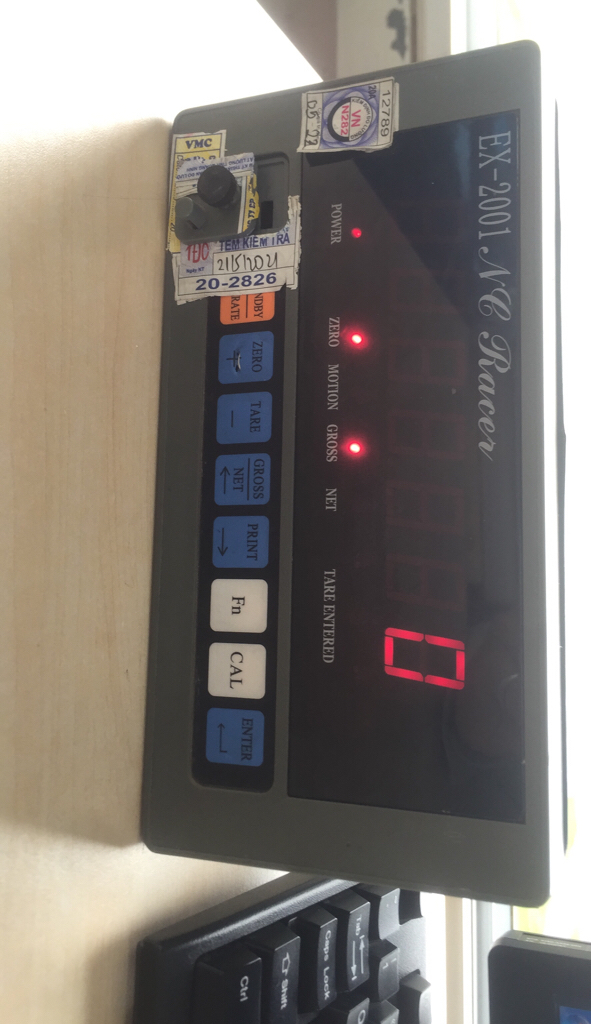 EX-2001 NC Racer
12789
VN
N282
05 22
POWER
ZERO
MOTION
GROSS
NET
TARE ENTERED
0
VMC
TEM KIỂM TRA
21/5/2021
20-2826
NDBY
RATE
ZERO
+
TARE
−
GROSS
NET
←
PRINT
→
Fn
CAL
ENTER
Tab
Caps Lock
Shift
Ctrl